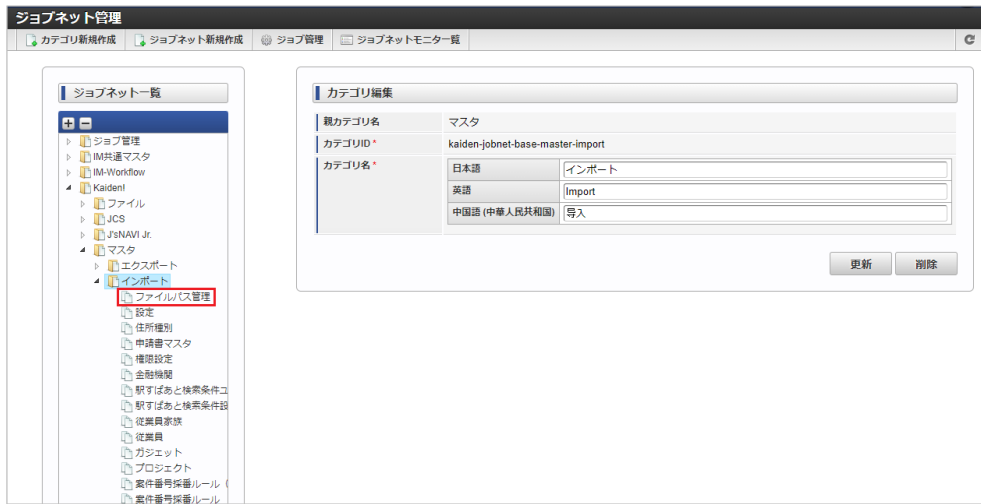 ジョブネット管理
カテゴリ新規作成 ジョブネット新規作成 ジョブ管理 ジョブネットモニタ一覧
ジョブネット一覧
ジョブ管理
IM共通マスタ
IM-Workflow
Kaiden!
ファイル
JCS
J'sNAVI Jr.
マスタ
エクスポート
インポート
ファイルパス管理
設定
住所種別
申請書マスタ
権限設定
金融機関
駅すぱあと検索条件ユ
駅すぱあと検索条件設
従業員家族
従業員
ガジェット
プロジェクト
案件番号採番ルール（
案件番号採番ルール
カテゴリ編集
親カテゴリ名 マスタ
カテゴリID* kaiden-jobnet-base-master-import
カテゴリ名* 日本語 インポート
英語 Import
中国語 (中華人民共和国) 导入
更新 削除